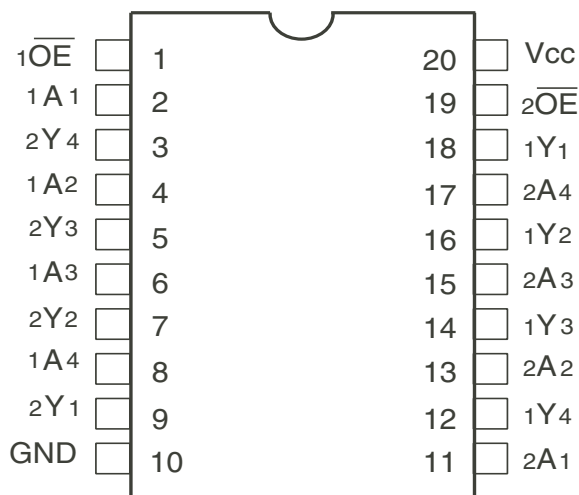 1OE 1 20 Vcc
1A1 2 19 2OE
2Y4 3 18 1Y1
1A2 4 17 2A4
2Y3 5 16 1Y2
1A3 6 15 2A3
2Y2 7 14 1Y3
1A4 8 13 2A2
2Y1 9 12 1Y4
GND 10 11 2A1